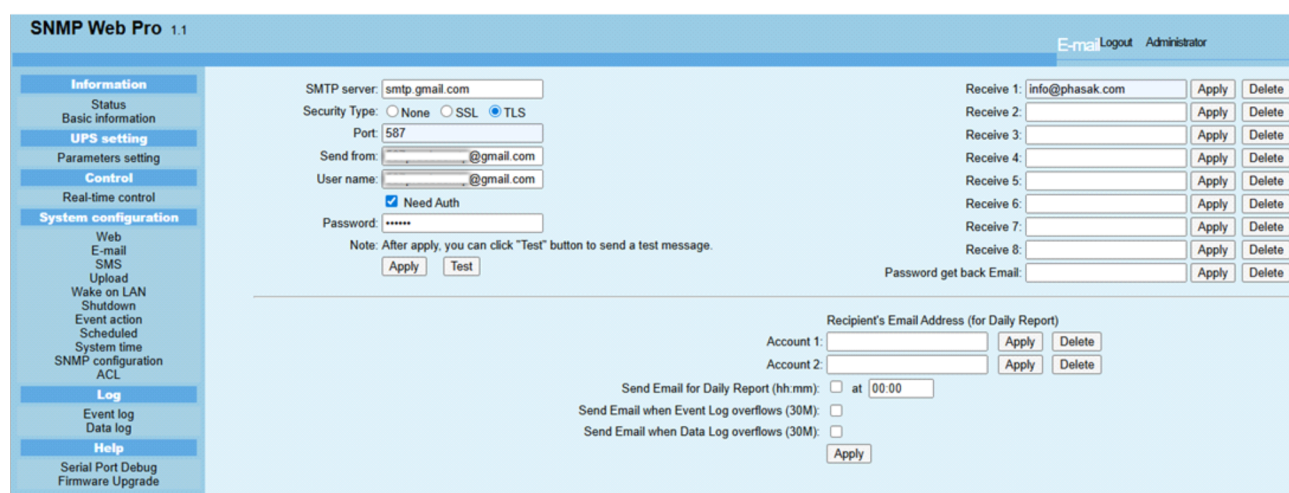 SNMP Web Pro 1.1
E-mail Logout Administrator
Information
Status
Basic information
UPS setting
Parameters setting
Control
Real-time control
System configuration
Web
E-mail
SMS
Upload
Wake on LAN
Shutdown
Event action
Scheduled
System time
SNMP configuration
ACL
Log
Event log
Data log
Help
Serial Port Debug
Firmware Upgrade
SMTP server: smtp.gmail.com
Security Type: None SSL TLS
Port: 587
Send from: @gmail.com
User name: @gmail.com
Need Auth
Password: ••••••
Note: After apply, you can click "Test" button to send a test message.
Apply Test
Receive 1: info@phasak.com Apply Delete
Receive 2: Apply Delete
Receive 3: Apply Delete
Receive 4: Apply Delete
Receive 5: Apply Delete
Receive 6: Apply Delete
Receive 7: Apply Delete
Receive 8: Apply Delete
Password get back Email: Apply Delete
Recipient's Email Address (for Daily Report)
Account 1: Apply Delete
Account 2: Apply Delete
Send Email for Daily Report (hh:mm): at 00:00
Send Email when Event Log overflows (30M):
Send Email when Data Log overflows (30M):
Apply